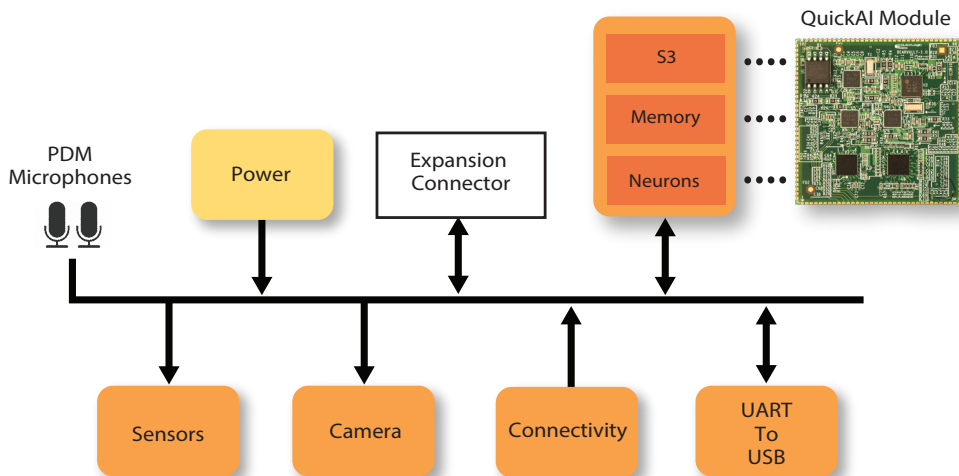 QuickAI Module
S3
Memory
Neurons
PDM
Microphones
Power
Expansion
Connector
Sensors
Camera
Connectivity
UART
To
USB